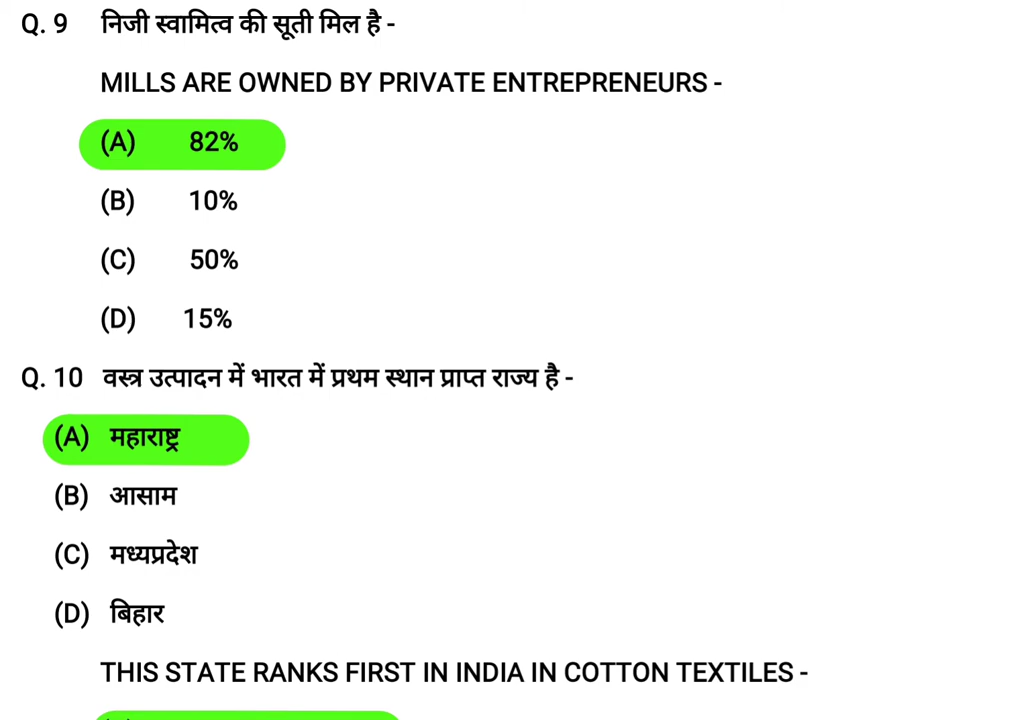 Q. 9 निजी स्वामित्व की सूती मिल है -
MILLS ARE OWNED BY PRIVATE ENTREPRENEURS -
(A) 82%
(B) 10%
(C) 50%
(D) 15%
Q. 10 वस्त्र उत्पादन में भारत में प्रथम स्थान प्राप्त राज्य है -
(A) महाराष्ट्र
(B) आसाम
(C) मध्यप्रदेश
(D) बिहार
THIS STATE RANKS FIRST IN INDIA IN COTTON TEXTILES -